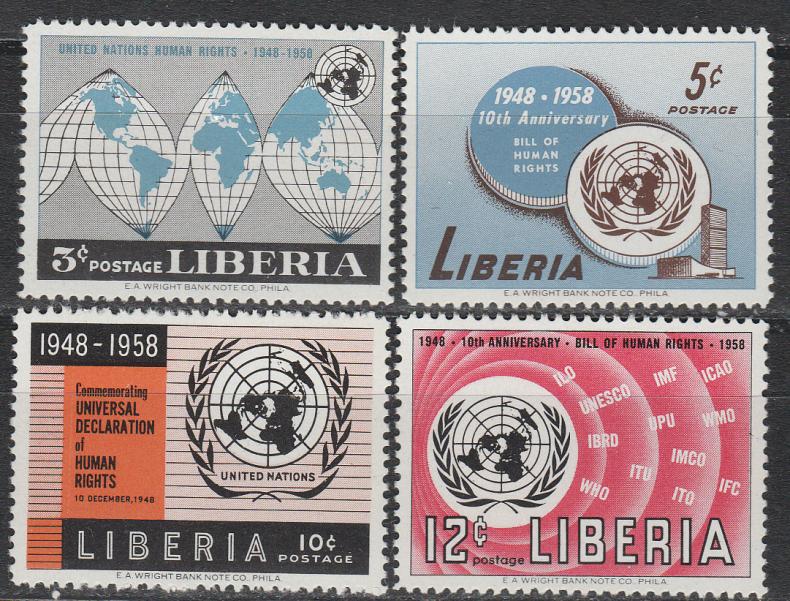 UNITED NATIONS HUMAN RIGHTS • 1948-1958
3¢ POSTAGE LIBERIA
E.A. WRIGHT BANK NOTE CO., PHILA.
5¢
POSTAGE
1948 • 1958
10th Anniversary
BILL OF
HUMAN
RIGHTS
LIBERIA
E.A. WRIGHT BANK NOTE CO., PHILA.
1948-1958
Commemorating
UNIVERSAL
DECLARATION
of
HUMAN
RIGHTS
10 DECEMBER, 1948
UNITED NATIONS
LIBERIA 10¢
POSTAGE
E.A. WRIGHT BANK NOTE CO., PHILA.
1948 • 10th ANNIVERSARY • BILL OF HUMAN RIGHTS • 1958
ILO UNESCO IMF ICAO
IBRD UPU WMO
WHO ITU IMCO
ITO IFC
12¢ postage LIBERIA
E.A. WRIGHT BANK NOTE CO., PHILA.